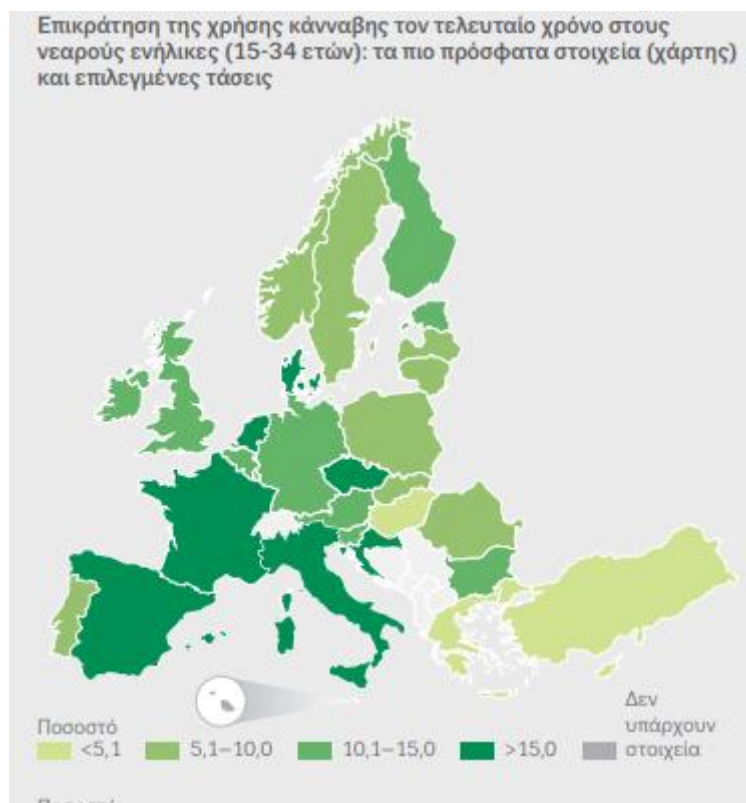 Επικράτηση της χρήσης κάνναβης τον τελευταίο χρόνο στους
νεαρούς ενήλικες (15-34 ετών): τα πιο πρόσφατα στοιχεία (χάρτης)
και επιλεγμένες τάσεις
Ποσοστό
<5,1
5,1–10,0
10,1–15,0
>15,0
Δεν
υπάρχουν
στοιχεία